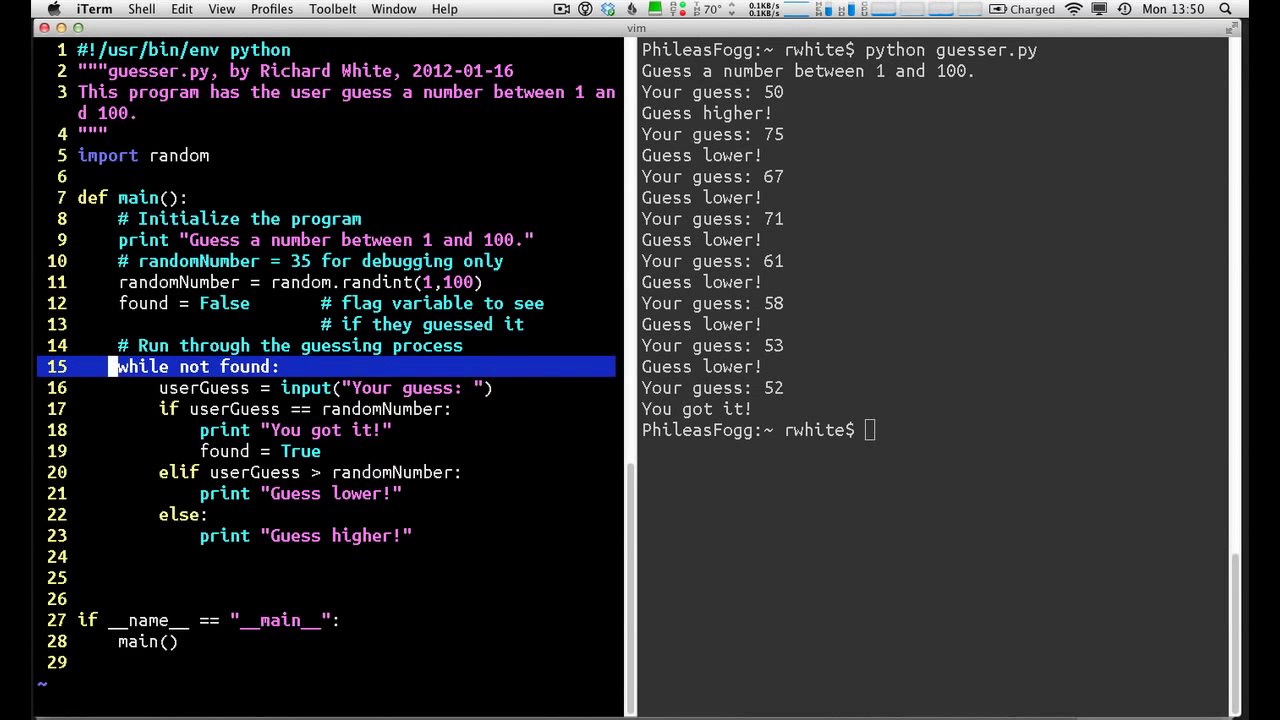 iTerm Shell Edit View Profiles Toolbelt Window Help 70° 0.1KB/s 0.1KB/s Charged Mon 13:50
vim
1 #!/usr/bin/env python
2 """guesser.py, by Richard White, 2012-01-16
3 This program has the user guess a number between 1 an
d 100.
4 """
5 import random
6
7 def main():
8 # Initialize the program
9 print "Guess a number between 1 and 100."
10 # randomNumber = 35 for debugging only
11 randomNumber = random.randint(1,100)
12 found = False # flag variable to see
13 # if they guessed it
14 # Run through the guessing process
15 while not found:
16 userGuess = input("Your guess: ")
17 if userGuess == randomNumber:
18 print "You got it!"
19 found = True
20 elif userGuess > randomNumber:
21 print "Guess lower!"
22 else:
23 print "Guess higher!"
24
25
26
27 if __name__ == "__main__":
28 main()
29
~
PhileasFogg:~ rwhite$ python guesser.py
Guess a number between 1 and 100.
Your guess: 50
Guess higher!
Your guess: 75
Guess lower!
Your guess: 67
Guess lower!
Your guess: 71
Guess lower!
Your guess: 61
Guess lower!
Your guess: 58
Guess lower!
Your guess: 53
Guess lower!
Your guess: 52
You got it!
PhileasFogg:~ rwhite$